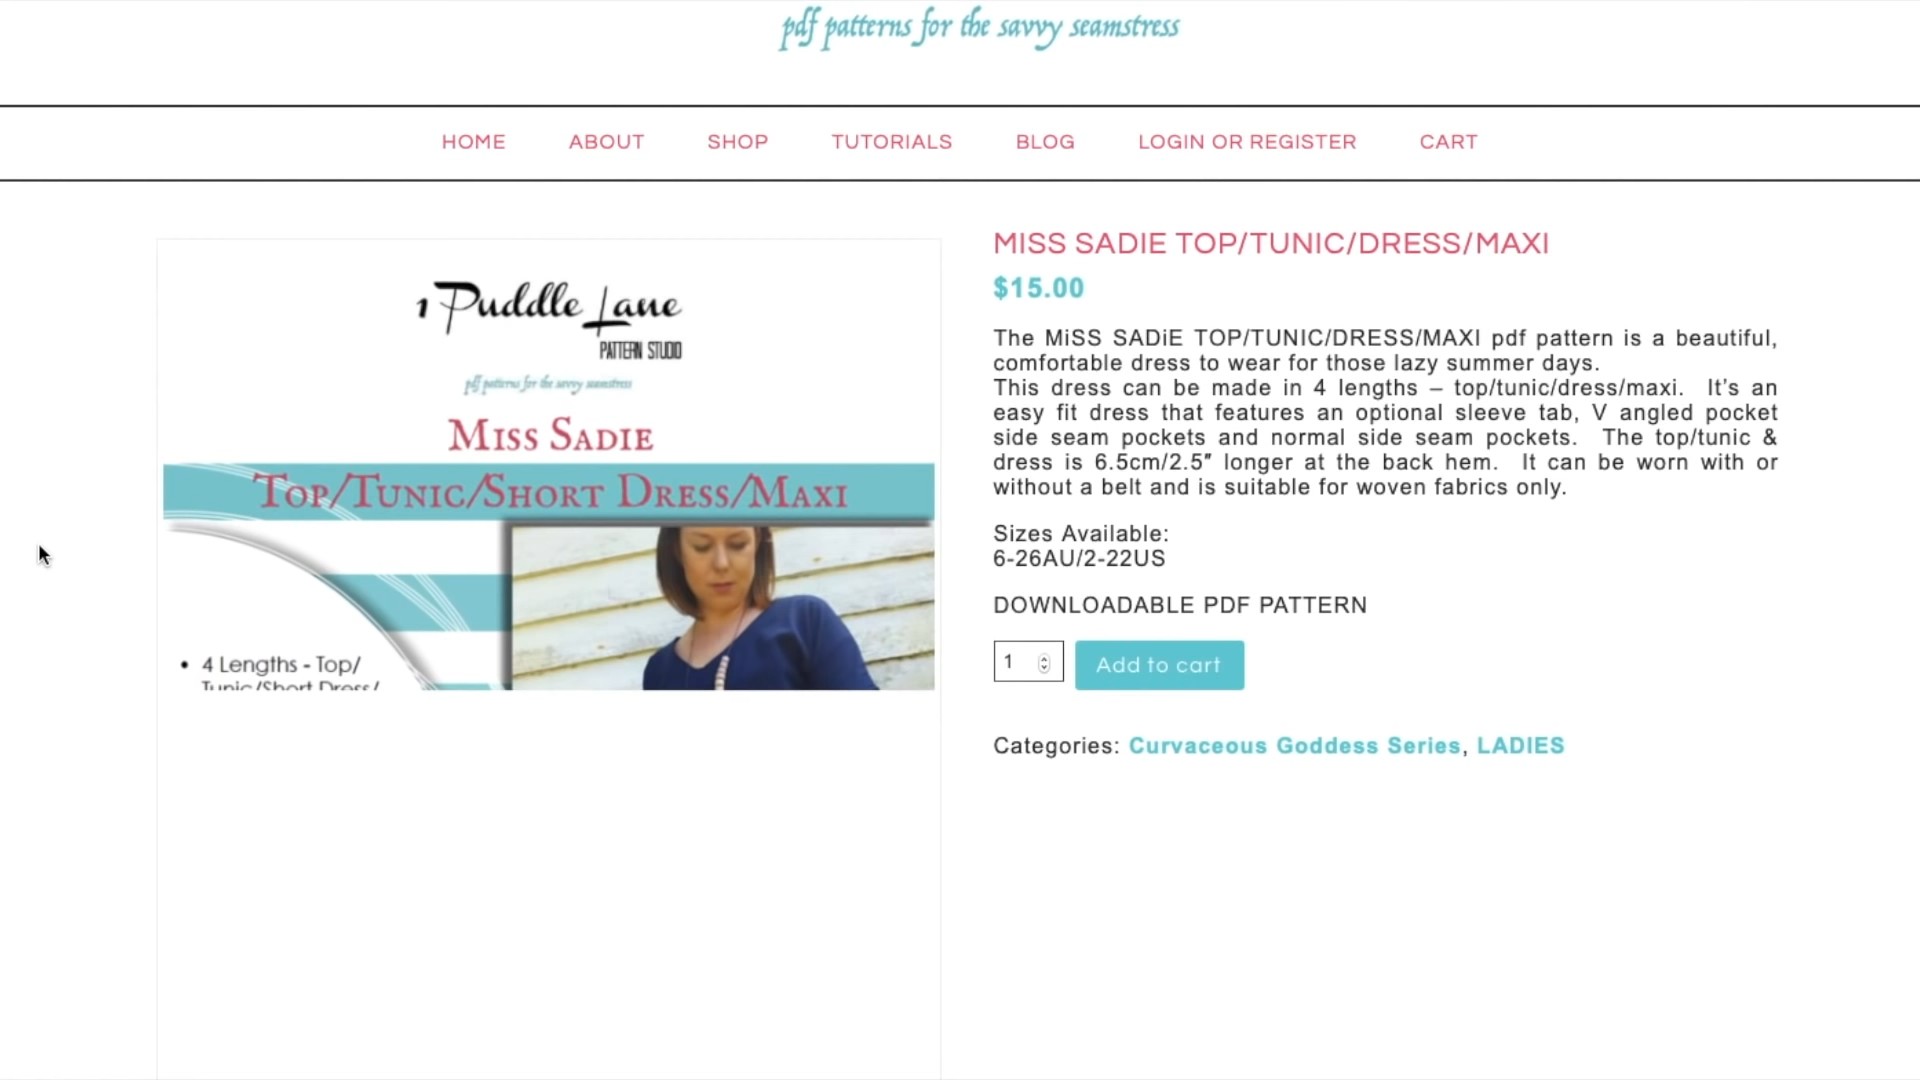 pdf patterns for the savvy seamstress
HOME ABOUT SHOP TUTORIALS BLOG LOGIN OR REGISTER CART
1 Puddle Lane
PATTERN STUDIO
pdf patterns for the savvy seamstress
Miss Sadie
Top/Tunic/Short Dress/Maxi
• 4 Lengths - Top/
Tunic/Short Dress/
MISS SADIE TOP/TUNIC/DRESS/MAXI
$15.00
The MiSS SADiE TOP/TUNIC/DRESS/MAXI pdf pattern is a beautiful,
comfortable dress to wear for those lazy summer days.
This dress can be made in 4 lengths – top/tunic/dress/maxi. It’s an
easy fit dress that features an optional sleeve tab, V angled pocket
side seam pockets and normal side seam pockets. The top/tunic &
dress is 6.5cm/2.5″ longer at the back hem. It can be worn with or
without a belt and is suitable for woven fabrics only.
Sizes Available:
6-26AU/2-22US
DOWNLOADABLE PDF PATTERN
1
Add to cart
Categories: Curvaceous Goddess Series, LADIES